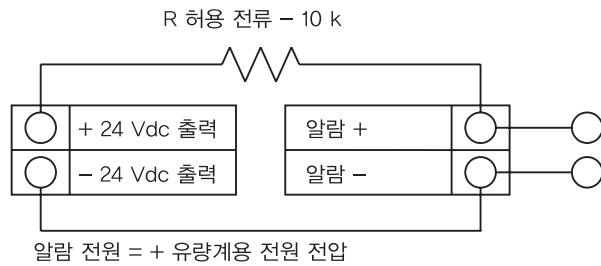 R 허용 전류 – 10 k
+ 24 Vdc 출력
알람 +
– 24 Vdc 출력
알람 –
알람 전원 = + 유량계용 전원 전압